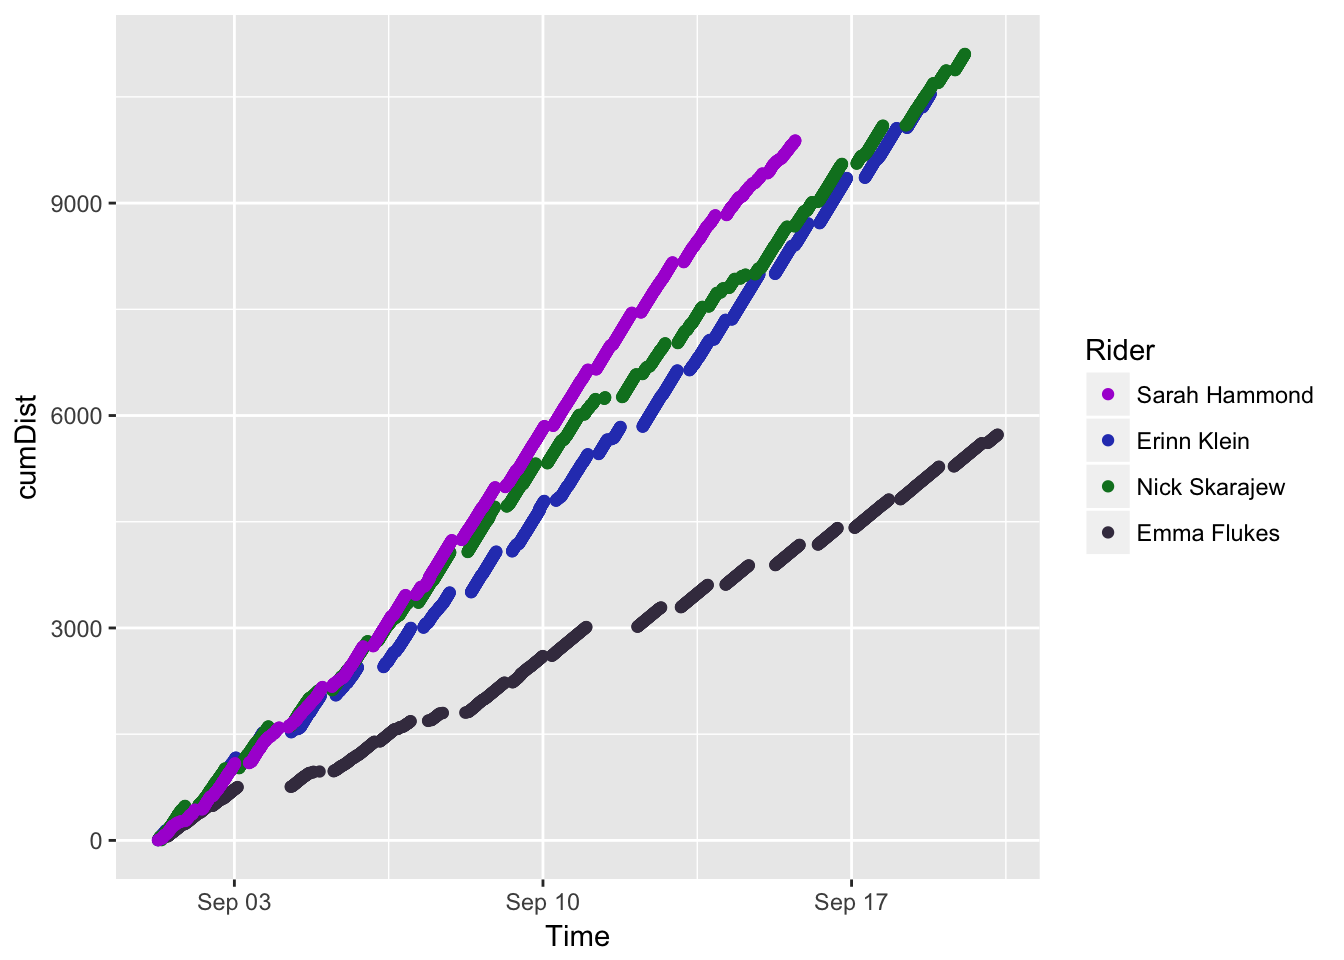 cumDist
9000
6000
3000
0
Sep 03
Sep 10
Sep 17
Time
Rider
Sarah Hammond
Erinn Klein
Nick Skarajew
Emma Flukes